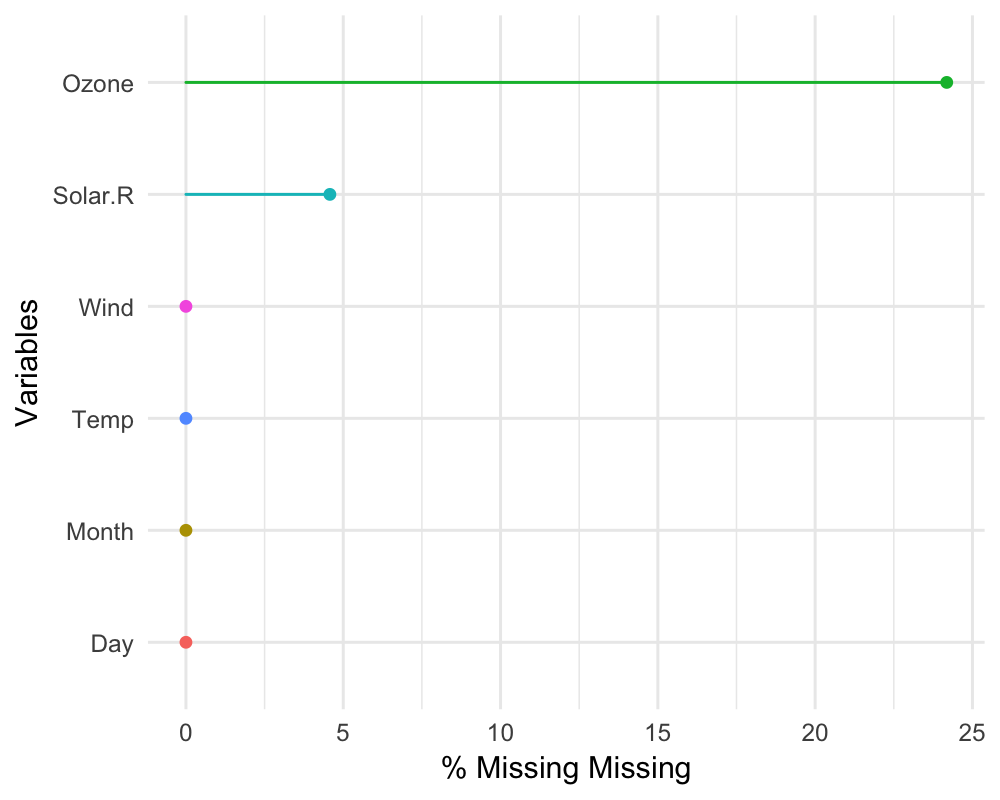 Variables
Ozone
Solar.R
Wind
Temp
Month
Day
0 5 10 15 20 25
% Missing Missing